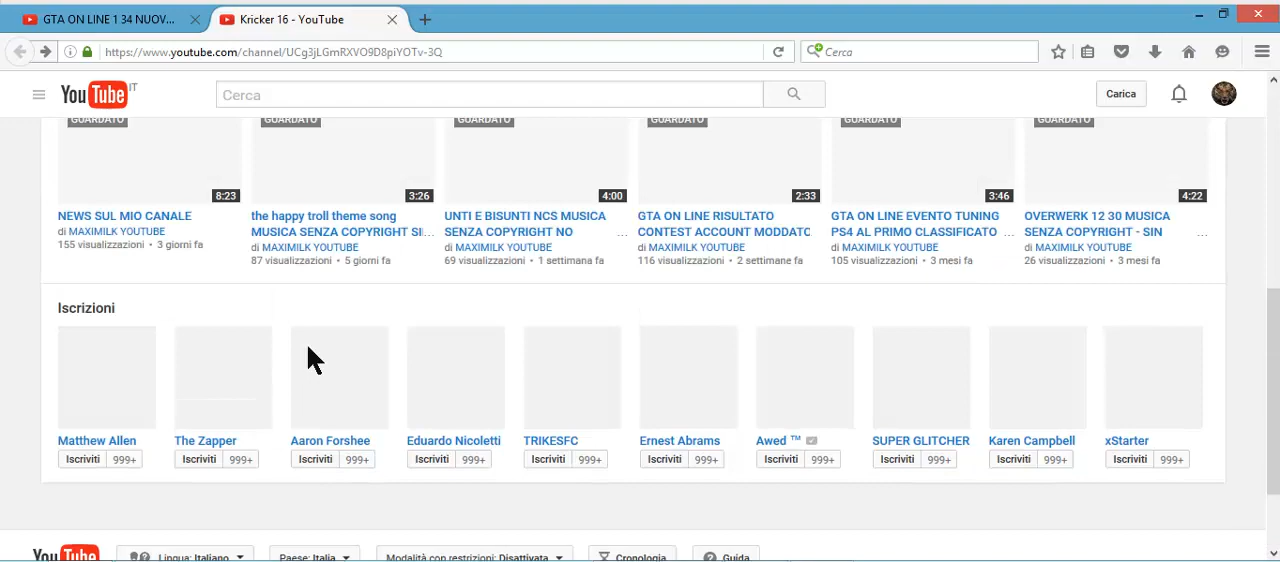 GTA ON LINE 1 34 NUOV...
Kricker 16 - YouTube
https://www.youtube.com/channel/UCg3jLGmRXVO9D8piYOTv-3Q
Cerca
YouTube IT
Cerca
Carica
GUARDATO GUARDATO GUARDATO GUARDATO GUARDATO GUARDATO
8:23 3:26 4:00 2:33 3:46 4:22
NEWS SUL MIO CANALE
di MAXIMILK YOUTUBE
155 visualizzazioni • 3 giorni fa
the happy troll theme song
MUSICA SENZA COPYRIGHT SI...
di MAXIMILK YOUTUBE
87 visualizzazioni • 5 giorni fa
UNTI E BISUNTI NCS MUSICA
SENZA COPYRIGHT NO ...
di MAXIMILK YOUTUBE
69 visualizzazioni • 1 settimana fa
GTA ON LINE RISULTATO
CONTEST ACCOUNT MODDATO
di MAXIMILK YOUTUBE
116 visualizzazioni • 2 settimane fa
GTA ON LINE EVENTO TUNING
PS4 AL PRIMO CLASSIFICATO ...
di MAXIMILK YOUTUBE
105 visualizzazioni • 3 mesi fa
OVERWERK 12 30 MUSICA
SENZA COPYRIGHT - SIN ...
di MAXIMILK YOUTUBE
26 visualizzazioni • 3 mesi fa
Iscrizioni
Matthew Allen The Zapper Aaron Forshee Eduardo Nicoletti TRIKESFC Ernest Abrams Awed ™ SUPER GLITCHER Karen Campbell xStarter
Iscriviti 999+ Iscriviti 999+ Iscriviti 999+ Iscriviti 999+ Iscriviti 999+ Iscriviti 999+ Iscriviti 999+ Iscriviti 999+ Iscriviti 999+ Iscriviti 999+
YouTube Lingua: Italiano Paese: Italia Modalità con restrizioni: Disattivata Cronologia Guida